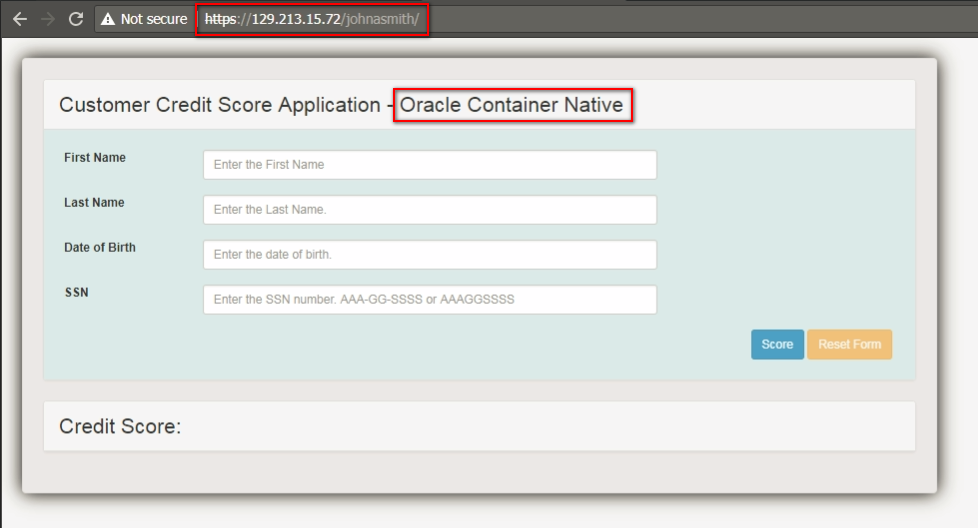 Not secure https://129.213.15.72/johnasmith/
Customer Credit Score Application - Oracle Container Native
First Name Enter the First Name
Last Name Enter the Last Name.
Date of Birth Enter the date of birth.
SSN Enter the SSN number. AAA-GG-SSSS or AAAGGSSSS
Score Reset Form
Credit Score: